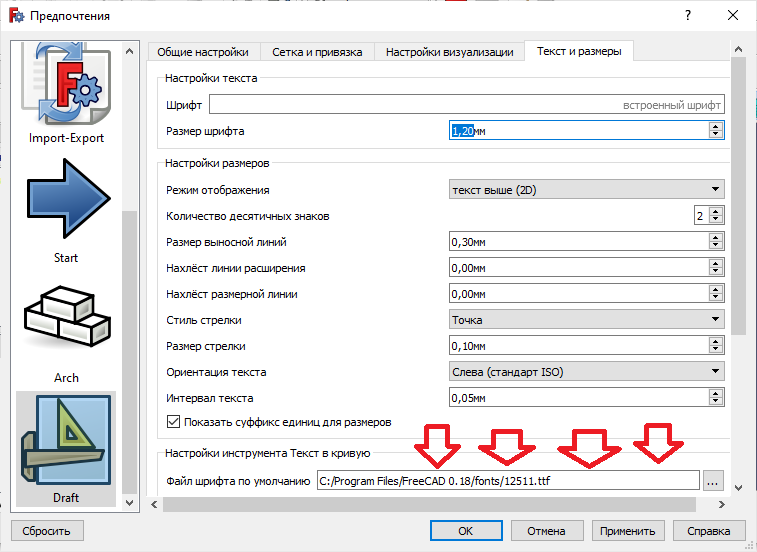 Предпочтения
Общие настройки
Сетка и привязка
Настройки визуализации
Текст и размеры
Import-Export
Start
Arch
Draft
Настройки текста
Шрифт встроенный шрифт
Размер шрифта 1,20мм
Настройки размеров
Режим отображения текст выше (2D)
Количество десятичных знаков 2
Размер выносной линий 0,30мм
Нахлёст линии расширения 0,00мм
Нахлёст размерной линии 0,00мм
Стиль стрелки Точка
Размер стрелки 0,10мм
Ориентация текста Слева (стандарт ISO)
Интервал текста 0,05мм
Показать суффикс единиц для размеров
Настройки инструмента Текст в кривую
Файл шрифта по умолчанию C:/Program Files/FreeCAD 0.18/fonts/12511.ttf ...
Сбросить
OK
Отмена
Применить
Справка